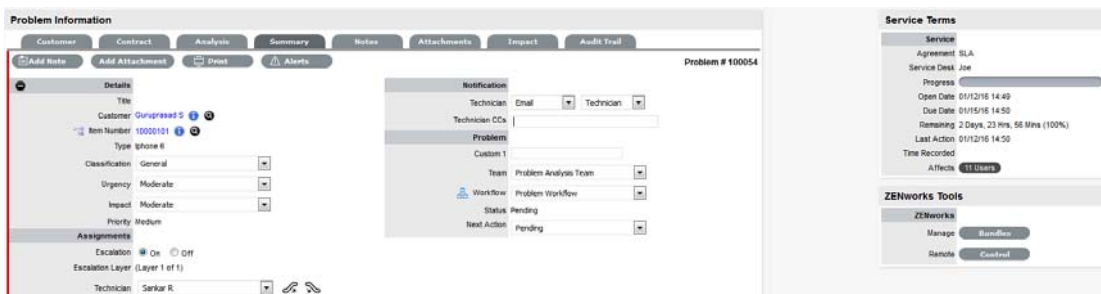 Problem Information
Customer Contract Analysis Summary Notes Attachments Impact Audit Trail
Add Note Add Attachment Print Alerts Problem # 100054
Details
Title
Customer Guruprasad S
Item Number 10000101
Type Iphone 6
Classification General
Urgency Moderate
Impact Moderate
Priority Medium
Assignments
Escalation On Off
Escalation Layer (Layer 1 of 1)
Technician Sankar R
Notification
Technician Email Technician
Technician CCs
Problem
Custom 1
Team Problem Analysis Team
Workflow Problem Workflow
Status Pending
Next Action Pending
Service Terms
Service
Agreement SLA
Service Desk Joe
Progress
Open Date 01/12/16 14:49
Due Date 01/15/16 14:50
Remaining 2 Days, 23 Hrs, 56 Mins (100%)
Last Action 01/12/16 14:50
Time Recorded
Affects 11 Users
ZENworks Tools
ZENworks
Manage Bundles
Remote Control